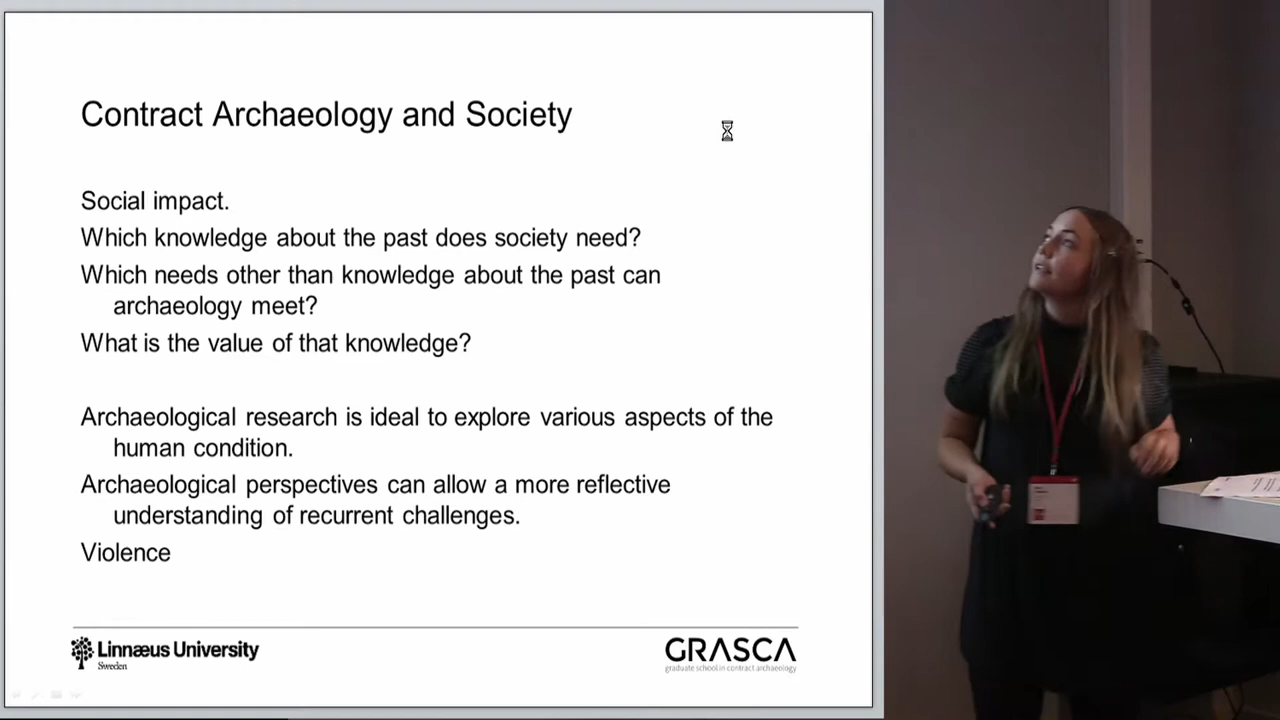 Contract Archaeology and Society
Social impact.
Which knowledge about the past does society need?
Which needs other than knowledge about the past can
archaeology meet?
What is the value of that knowledge?
Archaeological research is ideal to explore various aspects of the
human condition.
Archaeological perspectives can allow a more reflective
understanding of recurrent challenges.
Violence
Linnæus University
Sweden
GRASCA
graduate school in contract archaeology